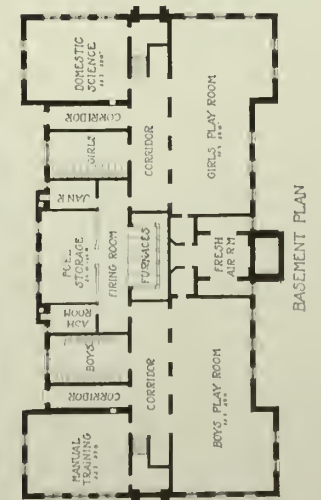 MANUAL
TRAINING
CORRIDOR
BOYS
ASH
ROOM
FUEL
STORAGE
JAN R
GIRLS
CORRIDOR
DOMESTIC
SCIENCE
FIRING ROOM
FURNACES
CORRIDOR
CORRIDOR
BOYS PLAY ROOM
FRESH
AIR RM
GIRLS PLAY ROOM
BASEMENT PLAN